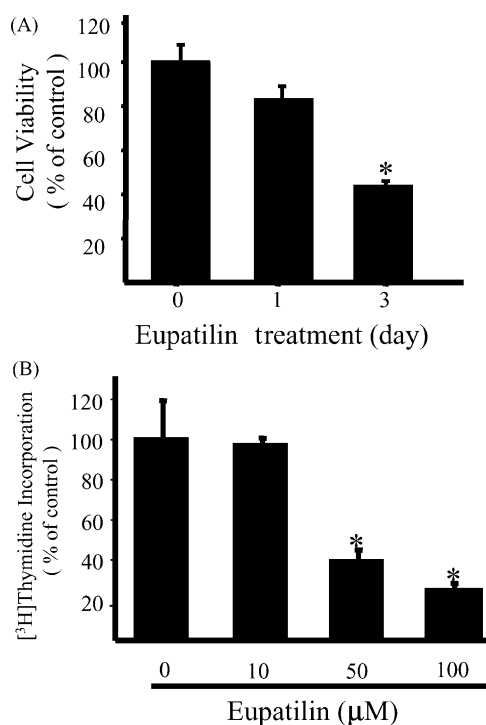 (A)
Cell Viability
( % of control )
120
100
80
60
40
20
*
0 1 3
Eupatilin treatment (day)
(B)
[³H]Thymidine Incorporation
( % of control )
120
100
80
60
40
20
* *
0 10 50 100
Eupatilin (μM)